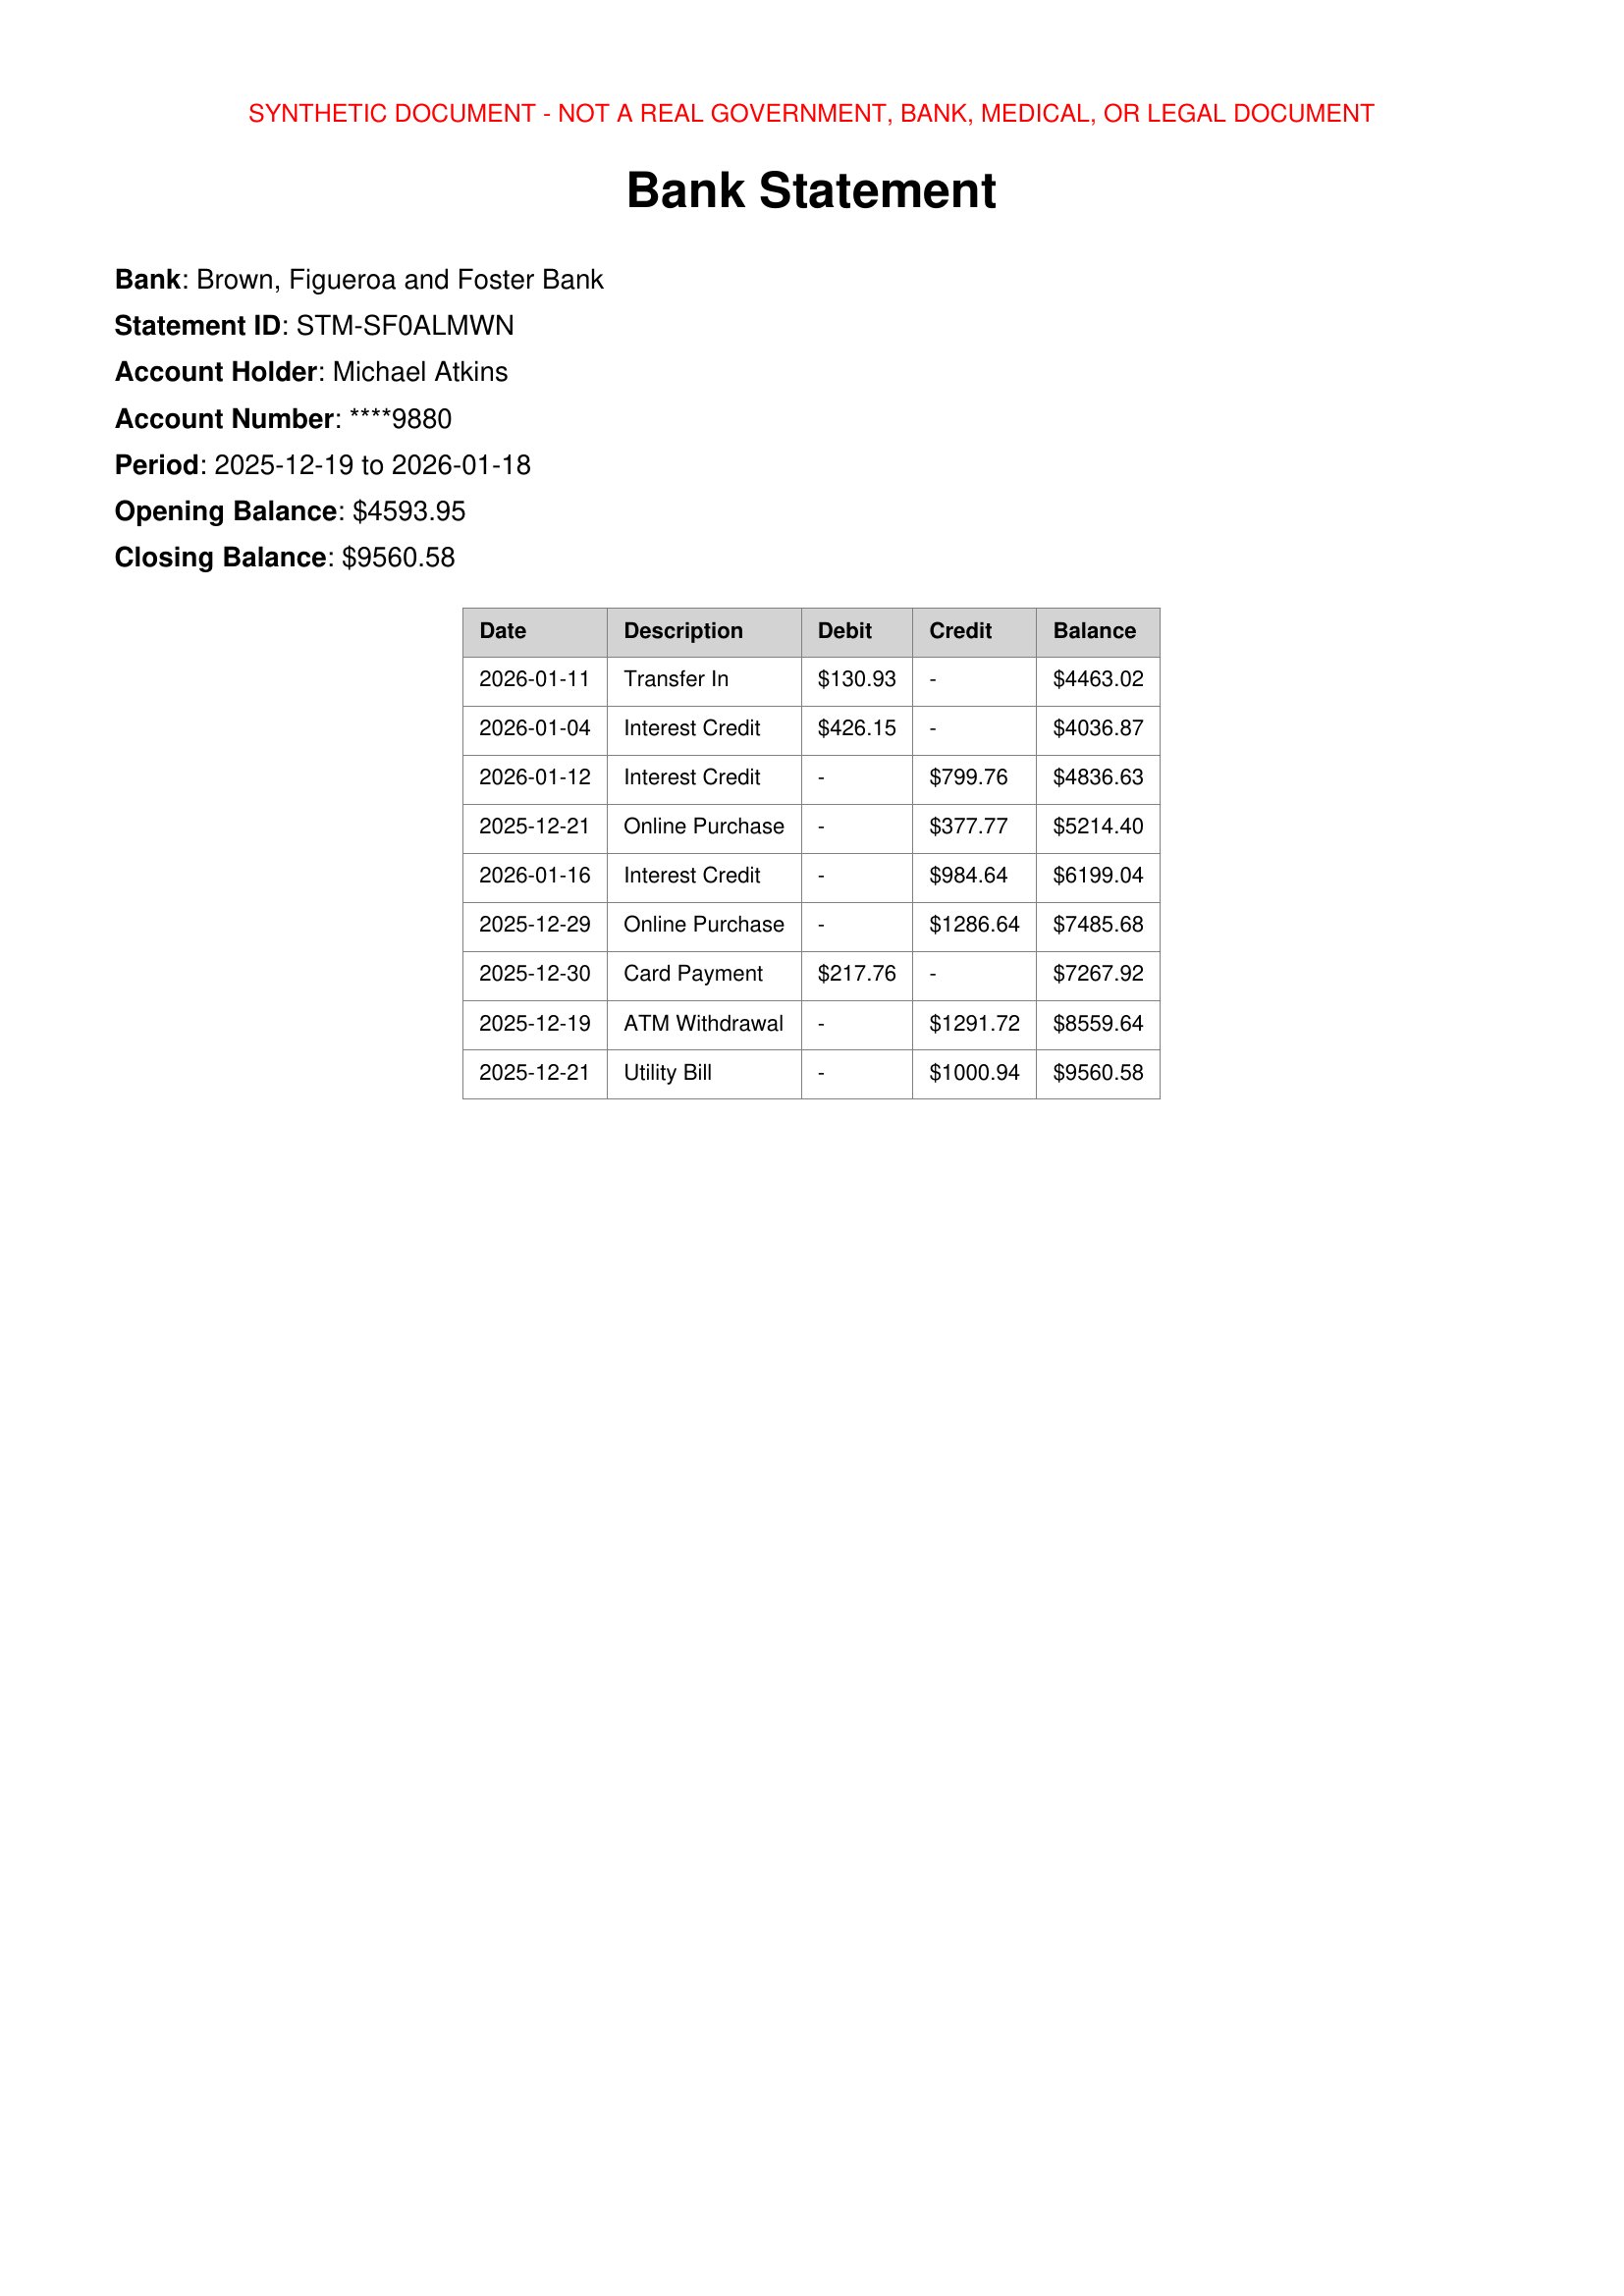 SYNTHETIC DOCUMENT - NOT A REAL GOVERNMENT, BANK, MEDICAL, OR LEGAL DOCUMENT
Bank Statement
Bank: Brown, Figueroa and Foster Bank
Statement ID: STM-SF0ALMWN
Account Holder: Michael Atkins
Account Number: ****9880
Period: 2025-12-19 to 2026-01-18
Opening Balance: $4593.95
Closing Balance: $9560.58
Date Description Debit Credit Balance
2026-01-11 Transfer In $130.93 - $4463.02
2026-01-04 Interest Credit $426.15 - $4036.87
2026-01-12 Interest Credit - $799.76 $4836.63
2025-12-21 Online Purchase - $377.77 $5214.40
2026-01-16 Interest Credit - $984.64 $6199.04
2025-12-29 Online Purchase - $1286.64 $7485.68
2025-12-30 Card Payment $217.76 - $7267.92
2025-12-19 ATM Withdrawal - $1291.72 $8559.64
2025-12-21 Utility Bill - $1000.94 $9560.58